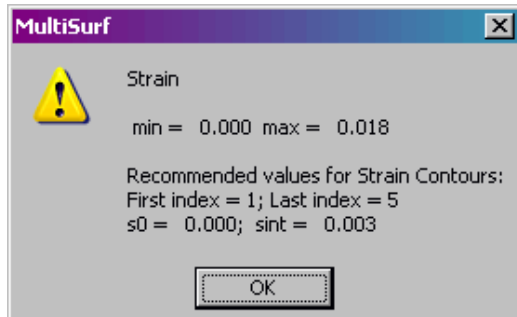 MultiSurf
Strain
min = 0.000 max = 0.018
Recommended values for Strain Contours:
First index = 1; Last index = 5
s0 = 0.000; sint = 0.003
OK